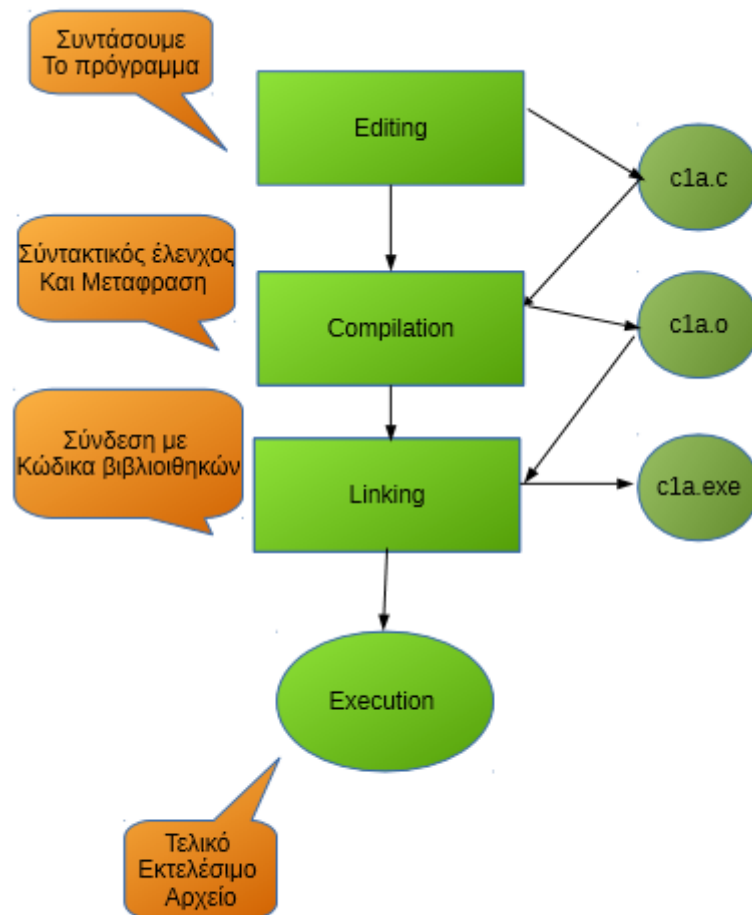 Συντάσουμε
Το πρόγραμμα
Editing
c1a.c
Σύντακτικός έλενχος
Και Μεταφραση
Compilation
c1a.o
Σύνδεση με
Κώδικα βιβλιοιθηκών
Linking
c1a.exe
Execution
Τελικό
Εκτελέσιμο
Αρχείο